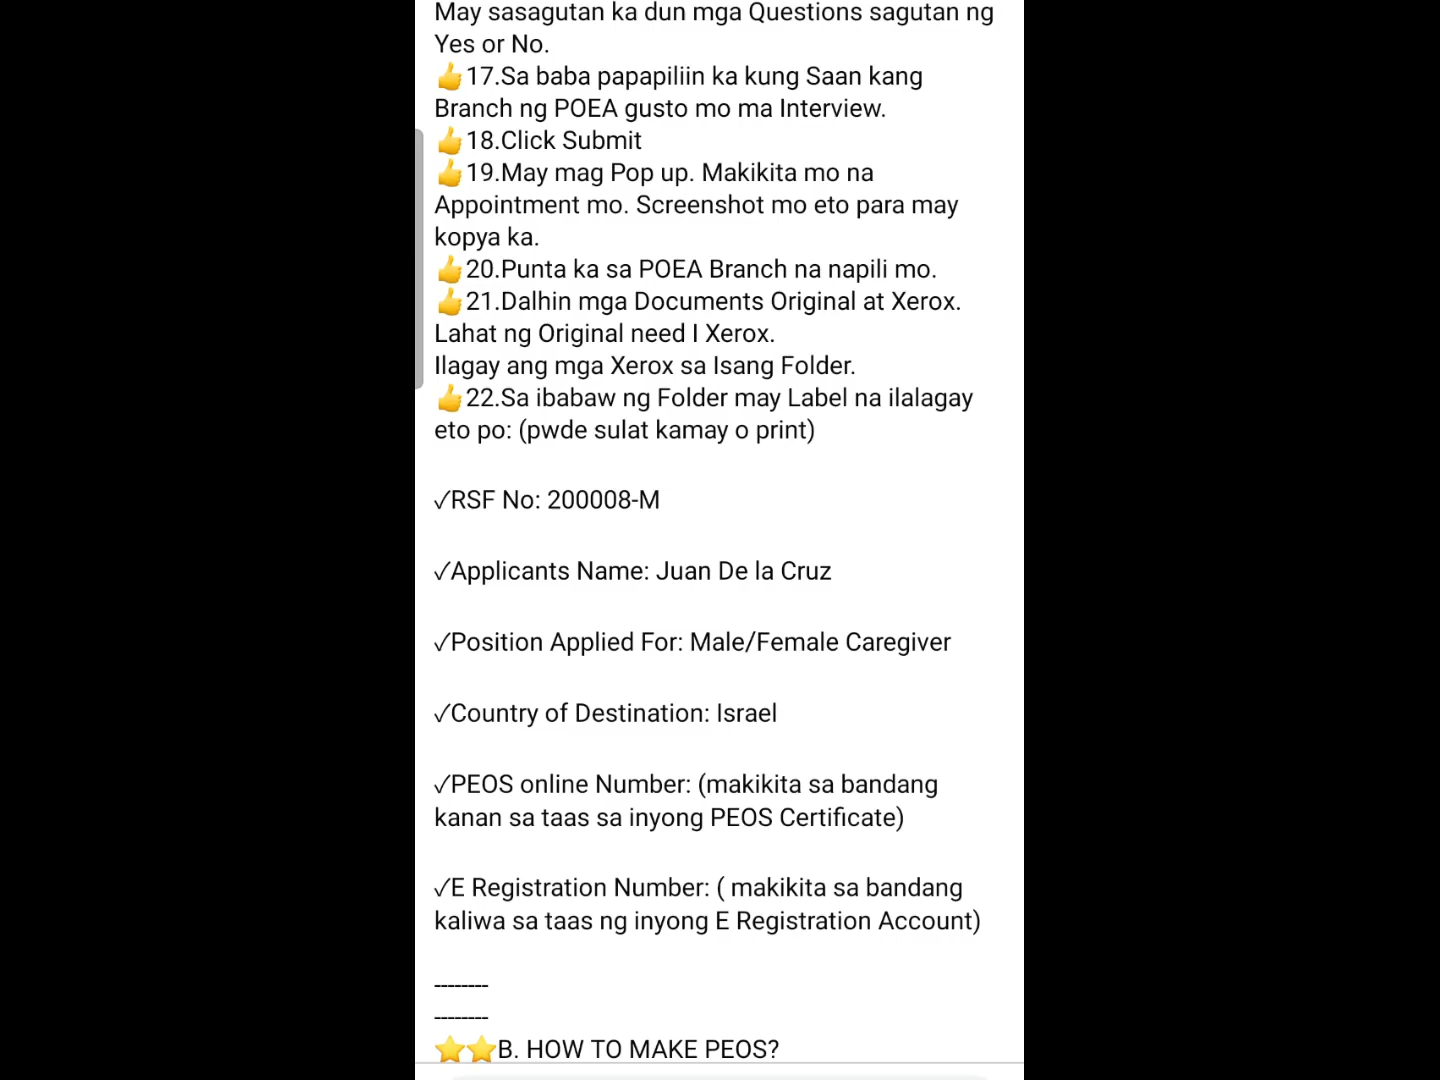 May sasagutan ka dun mga Questions sagutan ng
Yes or No.
👍17.Sa baba papapiliin ka kung Saan kang
Branch ng POEA gusto mo ma Interview.
👍18.Click Submit
👍19.May mag Pop up. Makikita mo na
Appointment mo. Screenshot mo eto para may
kopya ka.
👍20.Punta ka sa POEA Branch na napili mo.
👍21.Dalhin mga Documents Original at Xerox.
Lahat ng Original need I Xerox.
Ilagay ang mga Xerox sa Isang Folder.
👍22.Sa ibabaw ng Folder may Label na ilalagay
eto po: (pwde sulat kamay o print)
✓RSF No: 200008-M
✓Applicants Name: Juan De la Cruz
✓Position Applied For: Male/Female Caregiver
✓Country of Destination: Israel
✓PEOS online Number: (makikita sa bandang
kanan sa taas sa inyong PEOS Certificate)
✓E Registration Number: ( makikita sa bandang
kaliwa sa taas ng inyong E Registration Account)
--------
--------
⭐⭐B. HOW TO MAKE PEOS?